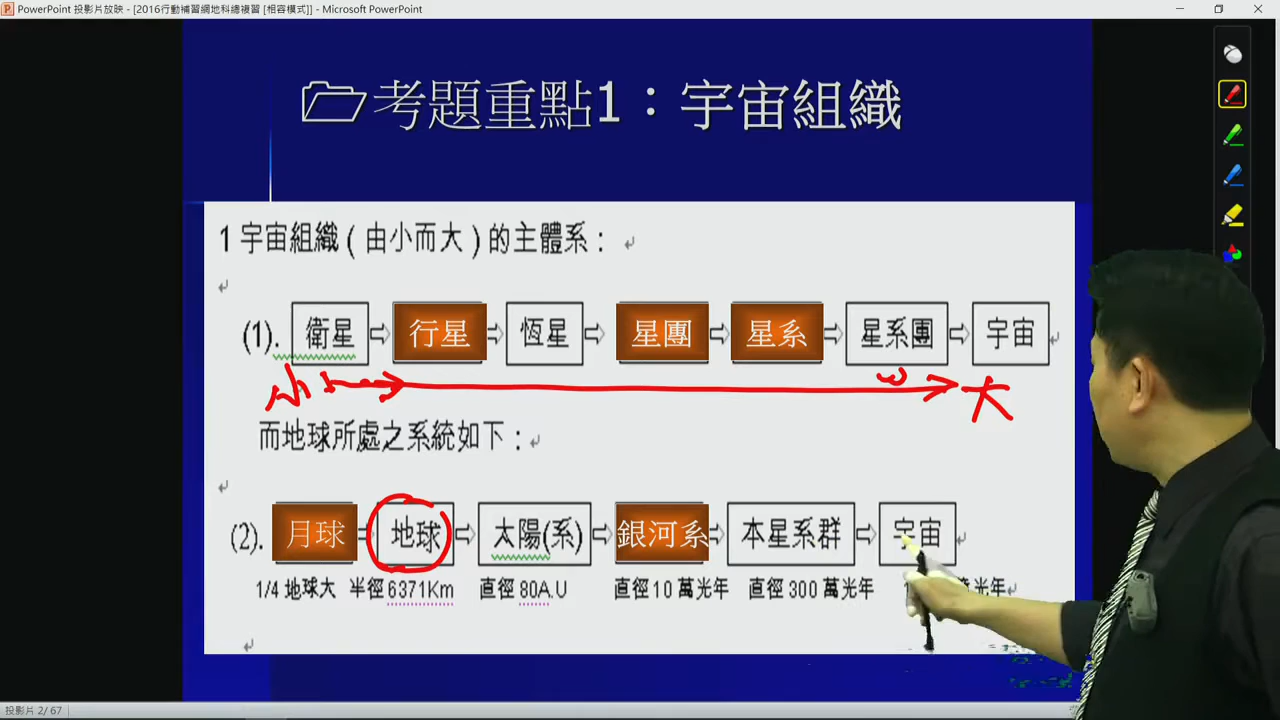 PowerPoint 投影片放映 - [2016行動補習網地科總複習 [相容模式]] - Microsoft PowerPoint
考題重點1：宇宙組織
1 宇宙組織(由小而大)的主體系：
(1). 衛星 ⇨ 行星 ⇨ 恆星 ⇨ 星團 ⇨ 星系 ⇨ 星系團 ⇨ 宇宙
小 大
而地球所處之系統如下：
(2). 月球 ⇨ 地球 ⇨ 太陽(系) ⇨ 銀河系 ⇨ 本星系群 ⇨ 宇宙
1/4 地球大 半徑 6371Km 直徑 80A.U 直徑 10 萬光年 直徑 300 萬光年 光年
投影片 2/ 67